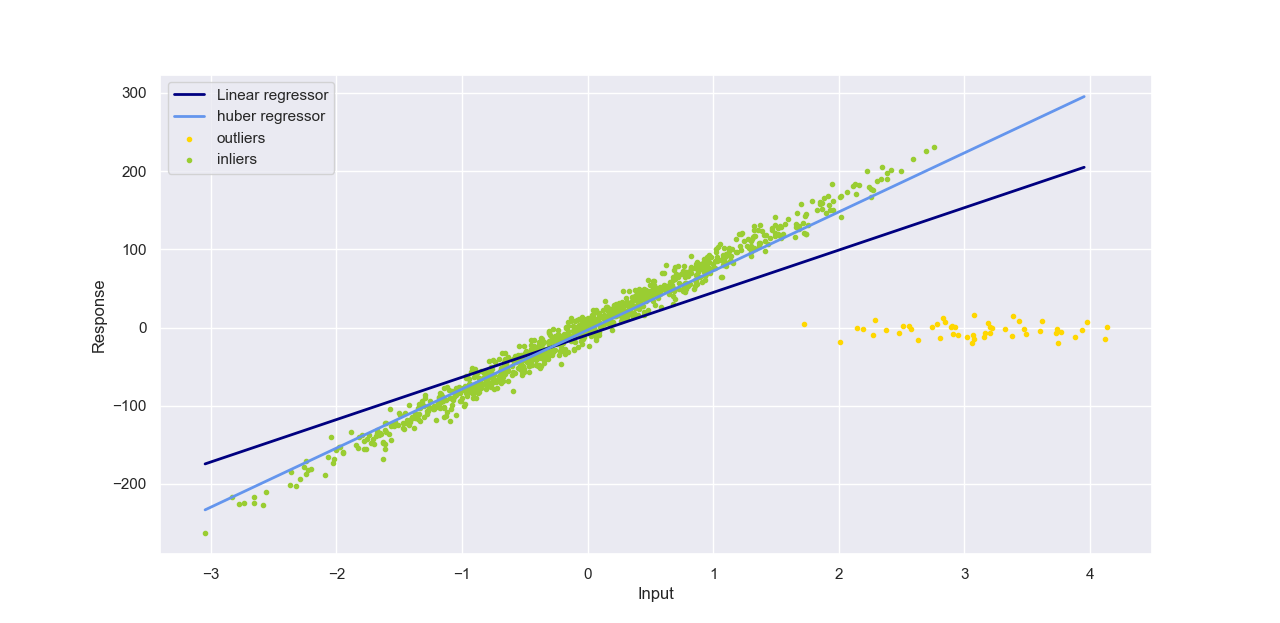 300
200
100
0
−100
−200
Response
Linear regressor
huber regressor
outliers
inliers
−3
−2
−1
0
1
2
3
4
Input